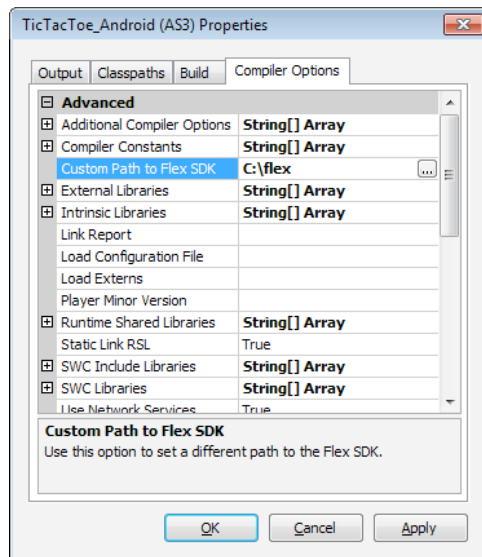 TicTacToe_Android (AS3) Properties
Output Classpaths Build Compiler Options
Advanced
Additional Compiler Options String[] Array
Compiler Constants String[] Array
Custom Path to Flex SDK C:\flex ...
External Libraries String[] Array
Intrinsic Libraries String[] Array
Link Report
Load Configuration File
Load Externs
Player Minor Version
Runtime Shared Libraries String[] Array
Static Link RSL True
SWC Include Libraries String[] Array
SWC Libraries String[] Array
Use Network Services True
Custom Path to Flex SDK
Use this option to set a different path to the Flex SDK.
OK Cancel Apply